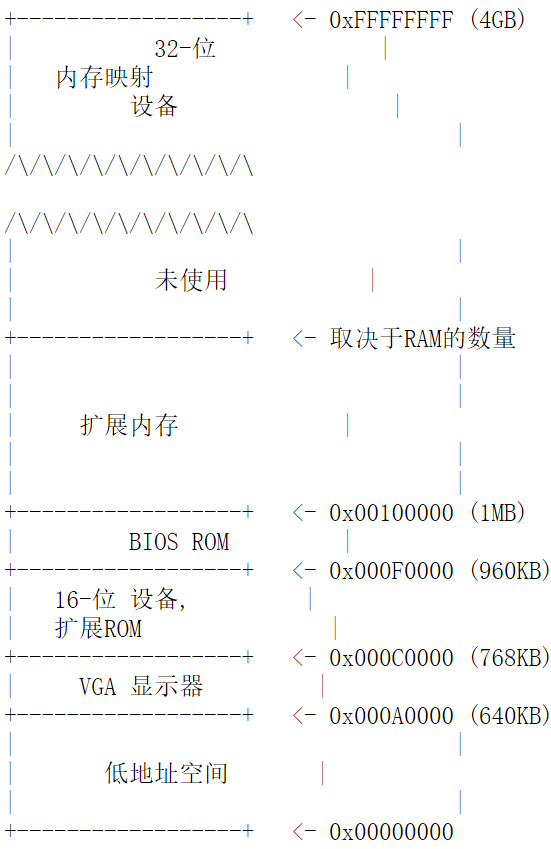 +------------------+   <- 0xFFFFFFFF (4GB)
|           32-位             |
|   内存映射               |
|         设备                 |
|                                   |
/\/\/\/\/\/\/\/\/\/\
/\/\/\/\/\/\/\/\/\/\
|                                   |
|           未使用           |
|                                   |
+------------------+   <- 取决于RAM的数量
|                                   |
|                                   |
|     扩展内存             |
|                                   |
|                                   |
+------------------+   <- 0x00100000 (1MB)
|         BIOS ROM         |
+------------------+   <- 0x000F0000 (960KB)
|   16-位 设备,         |
|   扩展ROM               |
+------------------+   <- 0x000C0000 (768KB)
|     VGA 显示器         |
+------------------+   <- 0x000A0000 (640KB)
|                                   |
|       低地址空间       |
|                                   |
+------------------+   <- 0x00000000